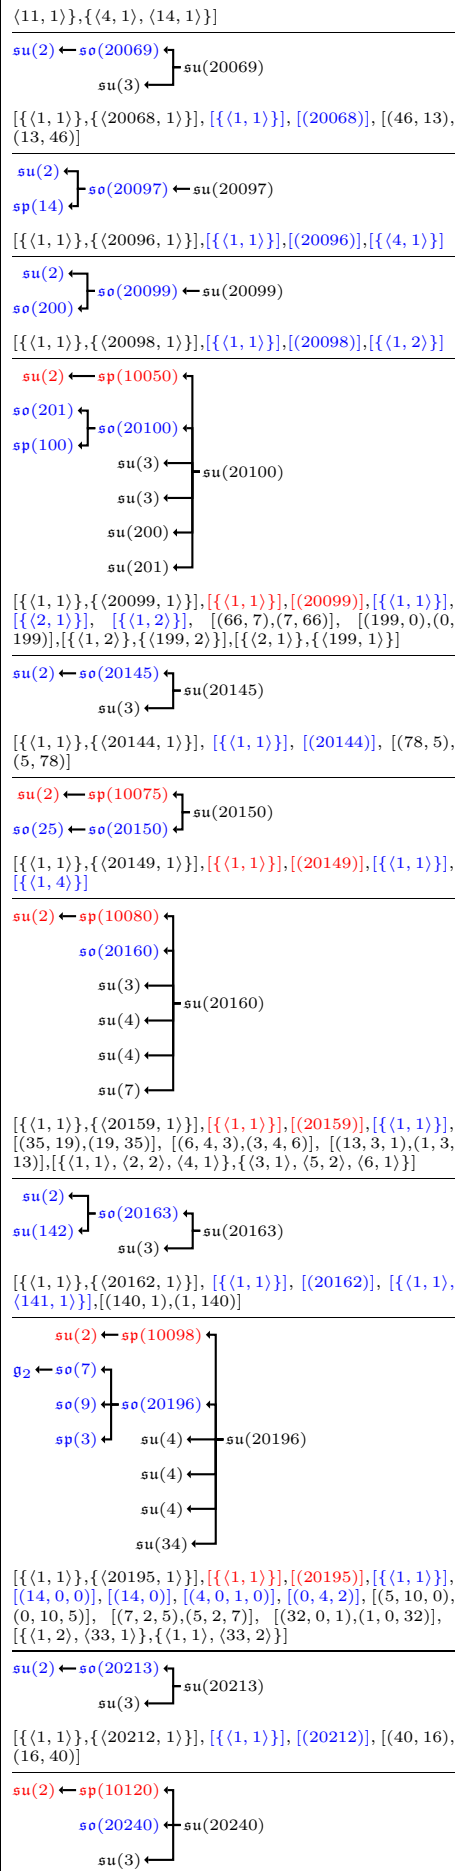 ⟨11, 1⟩},{⟨4, 1⟩, ⟨14, 1⟩}]
𝔰𝔲(2) 𝔰𝔬(20069)
𝔰𝔲(20069)
𝔰𝔲(3)
[{⟨1, 1⟩},{⟨20068, 1⟩}], [{⟨1, 1⟩}], [(20068)], [(46, 13),
(13, 46)]
𝔰𝔲(2)
𝔰𝔬(20097) 𝔰𝔲(20097)
𝔰𝔭(14)
[{⟨1, 1⟩},{⟨20096, 1⟩}],[{⟨1, 1⟩}],[(20096)],[{⟨4, 1⟩}]
𝔰𝔲(2)
𝔰𝔬(20099) 𝔰𝔲(20099)
𝔰𝔬(200)
[{⟨1, 1⟩},{⟨20098, 1⟩}],[{⟨1, 1⟩}],[(20098)],[{⟨1, 2⟩}]
𝔰𝔲(2) 𝔰𝔭(10050)
𝔰𝔬(201)
𝔰𝔬(20100)
𝔰𝔭(100)
𝔰𝔲(3)
𝔰𝔲(20100)
𝔰𝔲(3)
𝔰𝔲(200)
𝔰𝔲(201)
[{⟨1, 1⟩},{⟨20099, 1⟩}],[{⟨1, 1⟩}],[(20099)],[{⟨1, 1⟩}],
[{⟨2, 1⟩}], [{⟨1, 2⟩}], [(66, 7),(7, 66)], [(199, 0),(0,
199)],[{⟨1, 2⟩},{⟨199, 2⟩}],[{⟨2, 1⟩},{⟨199, 1⟩}]
𝔰𝔲(2) 𝔰𝔬(20145)
𝔰𝔲(20145)
𝔰𝔲(3)
[{⟨1, 1⟩},{⟨20144, 1⟩}], [{⟨1, 1⟩}], [(20144)], [(78, 5),
(5, 78)]
𝔰𝔲(2) 𝔰𝔭(10075)
𝔰𝔲(20150)
𝔰𝔬(25) 𝔰𝔬(20150)
[{⟨1, 1⟩},{⟨20149, 1⟩}],[{⟨1, 1⟩}],[(20149)],[{⟨1, 1⟩}],
[{⟨1, 4⟩}]
𝔰𝔲(2) 𝔰𝔭(10080)
𝔰𝔬(20160)
𝔰𝔲(3)
𝔰𝔲(20160)
𝔰𝔲(4)
𝔰𝔲(4)
𝔰𝔲(7)
[{⟨1, 1⟩},{⟨20159, 1⟩}],[{⟨1, 1⟩}],[(20159)],[{⟨1, 1⟩}],
[(35, 19),(19, 35)], [(6, 4, 3),(3, 4, 6)], [(13, 3, 1),(1, 3,
13)],[{⟨1, 1⟩, ⟨2, 2⟩, ⟨4, 1⟩},{⟨3, 1⟩, ⟨5, 2⟩, ⟨6, 1⟩}]
𝔰𝔲(2)
𝔰𝔬(20163)
𝔰𝔲(142)
𝔰𝔲(20163)
𝔰𝔲(3)
[{⟨1, 1⟩},{⟨20162, 1⟩}], [{⟨1, 1⟩}], [(20162)], [{⟨1, 1⟩,
⟨141, 1⟩}],[(140, 1),(1, 140)]
𝔰𝔲(2) 𝔰𝔭(10098)
𝔤₂ 𝔰𝔬(7)
𝔰𝔬(9) 𝔰𝔬(20196)
𝔰𝔭(3)
𝔰𝔲(4) 𝔰𝔲(20196)
𝔰𝔲(4)
𝔰𝔲(4)
𝔰𝔲(34)
[{⟨1, 1⟩},{⟨20195, 1⟩}],[{⟨1, 1⟩}],[(20195)],[{⟨1, 1⟩}],
[(14, 0, 0)], [(14, 0)], [(4, 0, 1, 0)], [(0, 4, 2)], [(5, 10, 0),
(0, 10, 5)], [(7, 2, 5),(5, 2, 7)], [(32, 0, 1),(1, 0, 32)],
[{⟨1, 2⟩, ⟨33, 1⟩},{⟨1, 1⟩, ⟨33, 2⟩}]
𝔰𝔲(2) 𝔰𝔬(20213)
𝔰𝔲(20213)
𝔰𝔲(3)
[{⟨1, 1⟩},{⟨20212, 1⟩}], [{⟨1, 1⟩}], [(20212)], [(40, 16),
(16, 40)]
𝔰𝔲(2) 𝔰𝔭(10120)
𝔰𝔬(20240) 𝔰𝔲(20240)
𝔰𝔲(3)